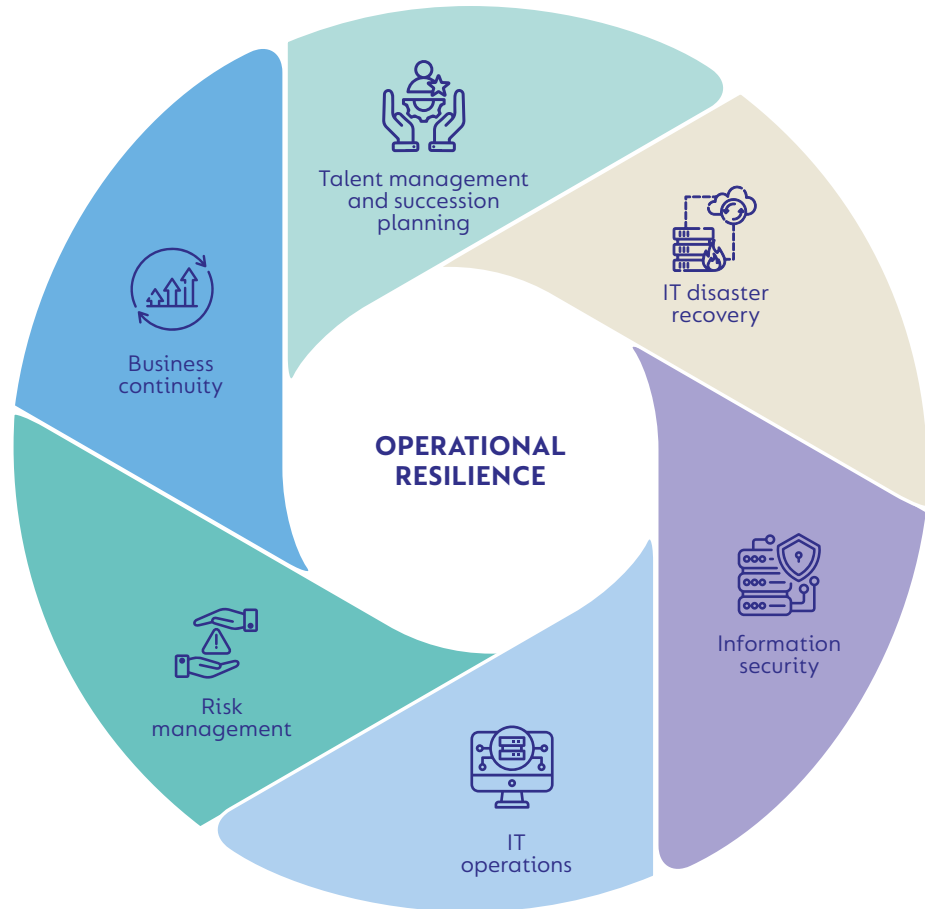 Talent management
and succession
planning
IT disaster
recovery
Business
continuity
OPERATIONAL
RESILIENCE
Information
security
Risk
management
IT
operations